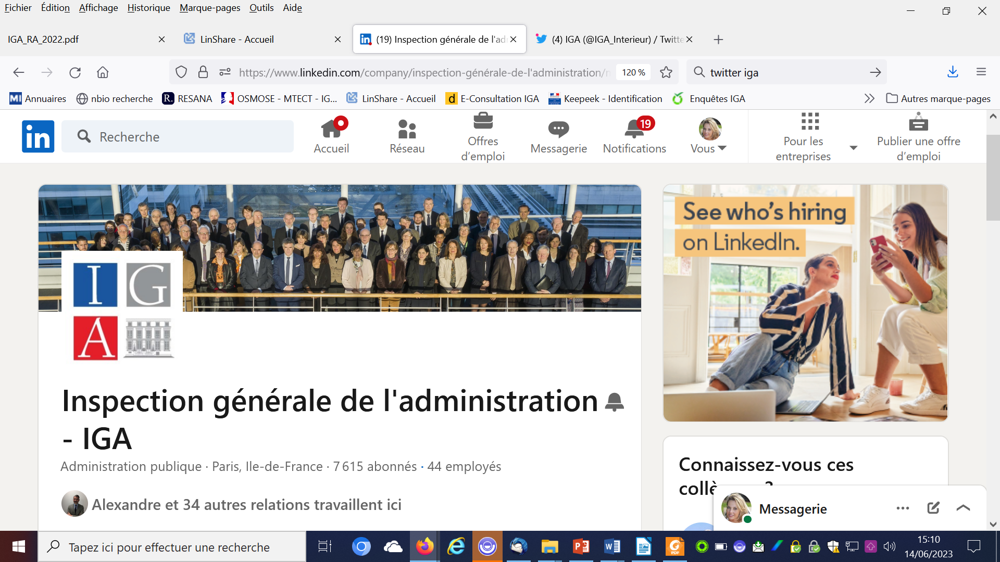 Fichier Édition Affichage Historique Marque-pages Outils Aide
IGA_RA_2022.pdf
LinShare - Accueil
(19) Inspection générale de l'ad
(4) IGA (@IGA_Interieur) / Twitte
https://www.linkedin.com/company/inspection-générale-de-l'administration/
120 %
twitter iga
MI Annuaires
nbio recherche
R. RESANA
OSMOSE - MTECT - IG...
LinShare - Accueil
d E-Consultation IGA
Keepeek - Identification
Enquêtes IGA
Autres marque-pages
in
Recherche
Accueil
Réseau
Offres
d'emploi
Messagerie
19
Notifications
Vous
Pour les
entreprises
Publier une offre
d'emploi
I G
A
See who's hiring
on LinkedIn.
Inspection générale de l'administration
- IGA
Administration publique · Paris, Ile-de-France · 7 615 abonnés · 44 employés
Alexandre et 34 autres relations travaillent ici
Connaissez-vous ces
Messagerie
Tapez ici pour effectuer une recherche
15:10
14/06/2023